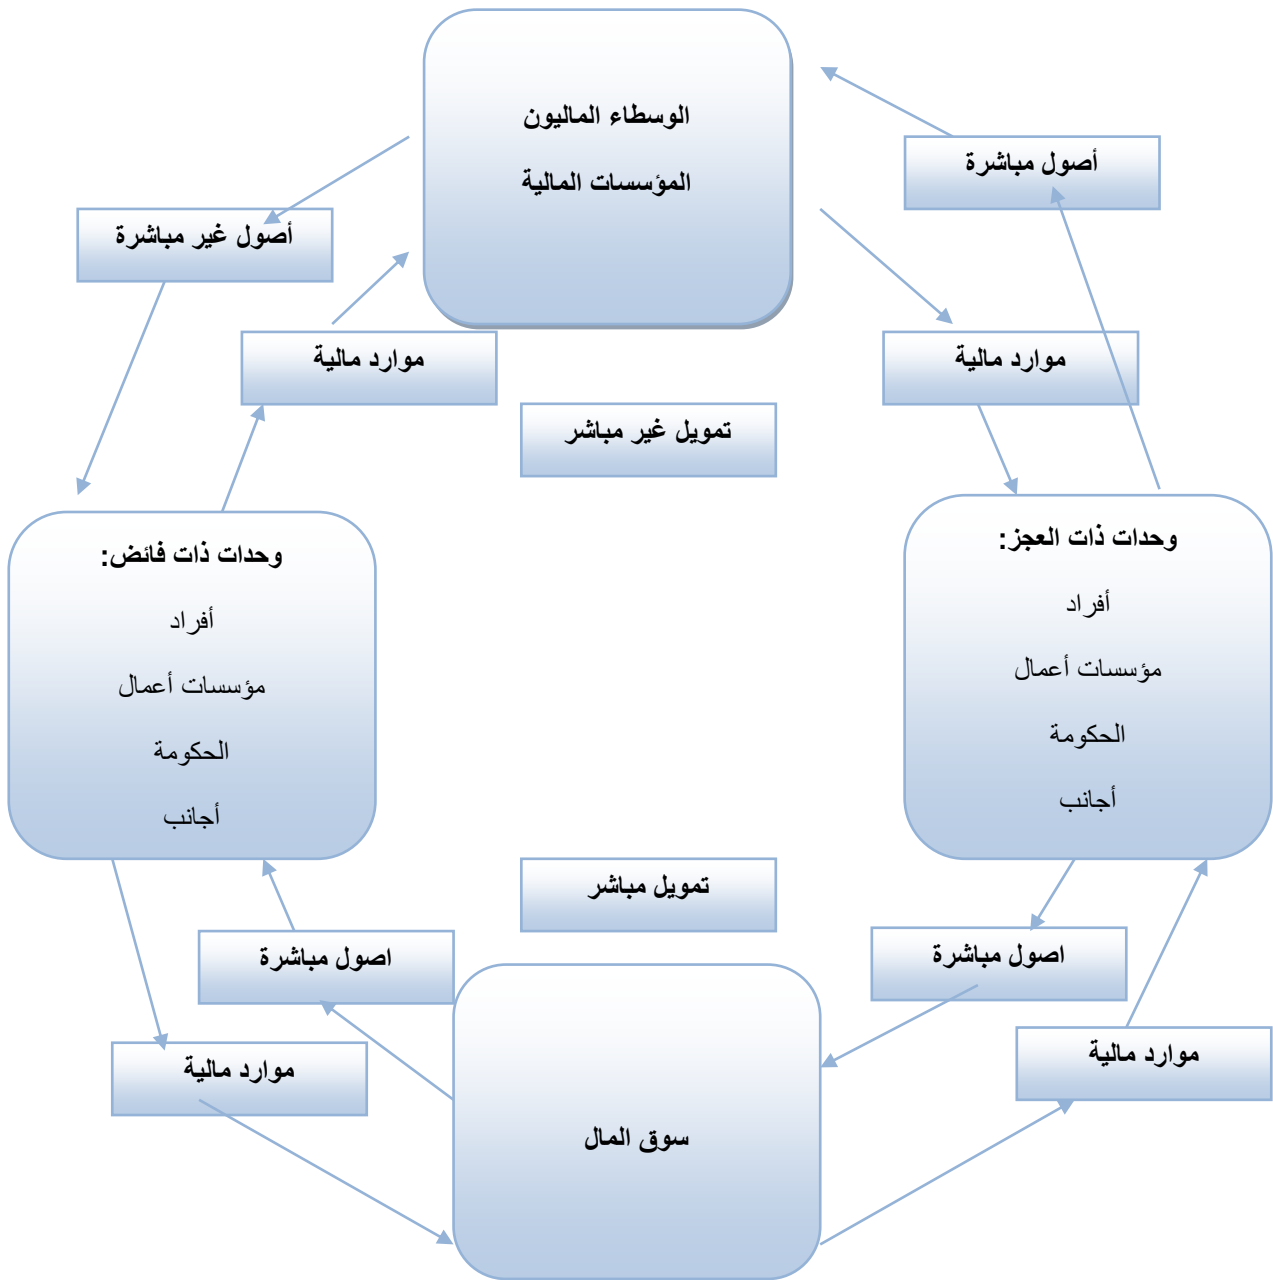 الوسطاء الماليون
المؤسسات المالية
أصول مباشرة
أصول غير مباشرة
موارد مالية
موارد مالية
تمويل غير مباشر
وحدات ذات العجز:
أفراد
مؤسسات أعمال
الحكومة
أجانب
وحدات ذات فائض:
أفراد
مؤسسات أعمال
الحكومة
أجانب
تمويل مباشر
اصول مباشرة
اصول مباشرة
موارد مالية
موارد مالية
سوق المال